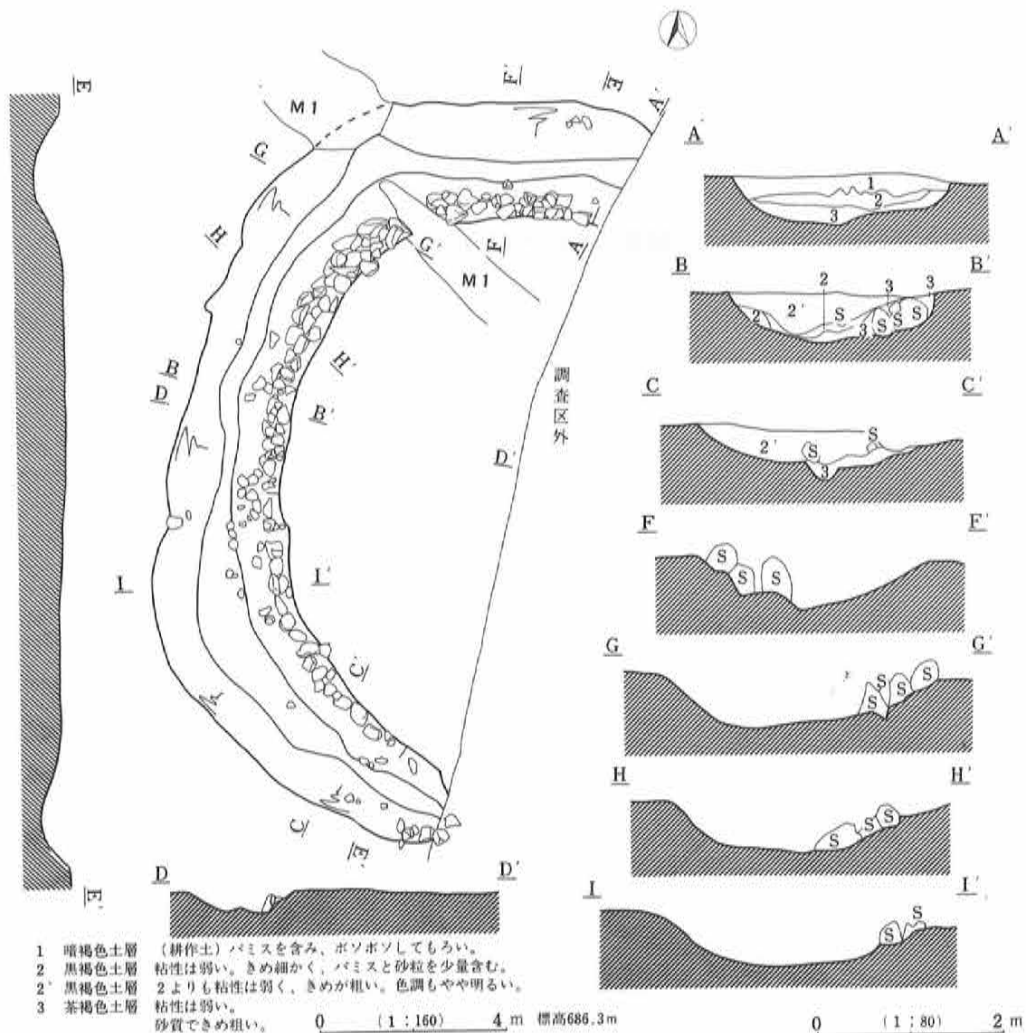 E
F'
E
A'
M1
G
H
G'
F
A
M1
H'
B
D
B'
調査区外
D'
I
I'
C'
C
E'
E'
D
D'
A
A'
1
2
3
B
2
3
B'
2'
S
2
3
S
S
S
C
C'
2'
S
S
3
F
F'
S
S
S
G
G'
S
S
S
S
H
H'
S
S
S
I
I'
S
S
1 暗褐色土層 (耕作土) パミスを含み、ボソボソしてもろい。
2 黒褐色土層 粘性は弱い。きめ細かく、パミスと砂粒を少量含む。
2' 黒褐色土層 2よりも粘性は弱く、きめが粗い。色調もやや明るい。
3 茶褐色土層 粘性は弱い。
砂質できめ粗い。
0 (1:160) 4m 標高686.3m
0 (1:80) 2m